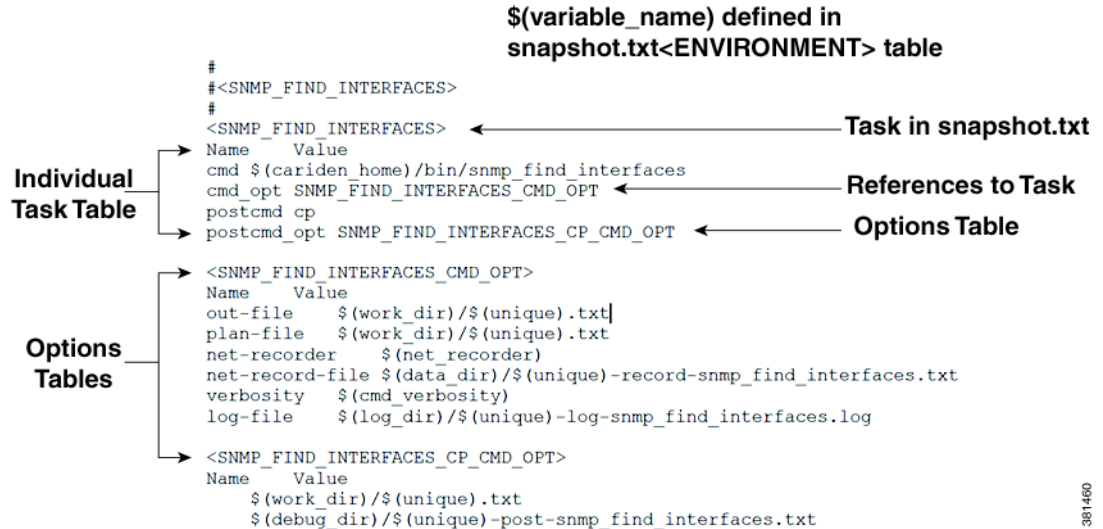 $(variable_name) defined in
snapshot.txt<ENVIRONMENT> table
#
#<SNMP_FIND_INTERFACES>
#
<SNMP_FIND_INTERFACES>
Task in snapshot.txt
Name Value
cmd $(cariden_home)/bin/snmp_find_interfaces
Individual
Task Table
cmd_opt SNMP_FIND_INTERFACES_CMD_OPT
References to Task
postcmd cp
postcmd_opt SNMP_FIND_INTERFACES_CP_CMD_OPT
Options Table
<SNMP_FIND_INTERFACES_CMD_OPT>
Name Value
out-file $(work_dir)/$(unique).txt
plan-file $(work_dir)/$(unique).txt
Options
Tables
net-recorder $(net_recorder)
net-record-file $(data_dir)/$(unique)-record-snmp_find_interfaces.txt
verbosity $(cmd_verbosity)
log-file $(log_dir)/$(unique)-log-snmp_find_interfaces.log
<SNMP_FIND_INTERFACES_CP_CMD_OPT>
Name Value
$(work_dir)/$(unique).txt
$(debug_dir)/$(unique)-post-snmp_find_interfaces.txt
381460